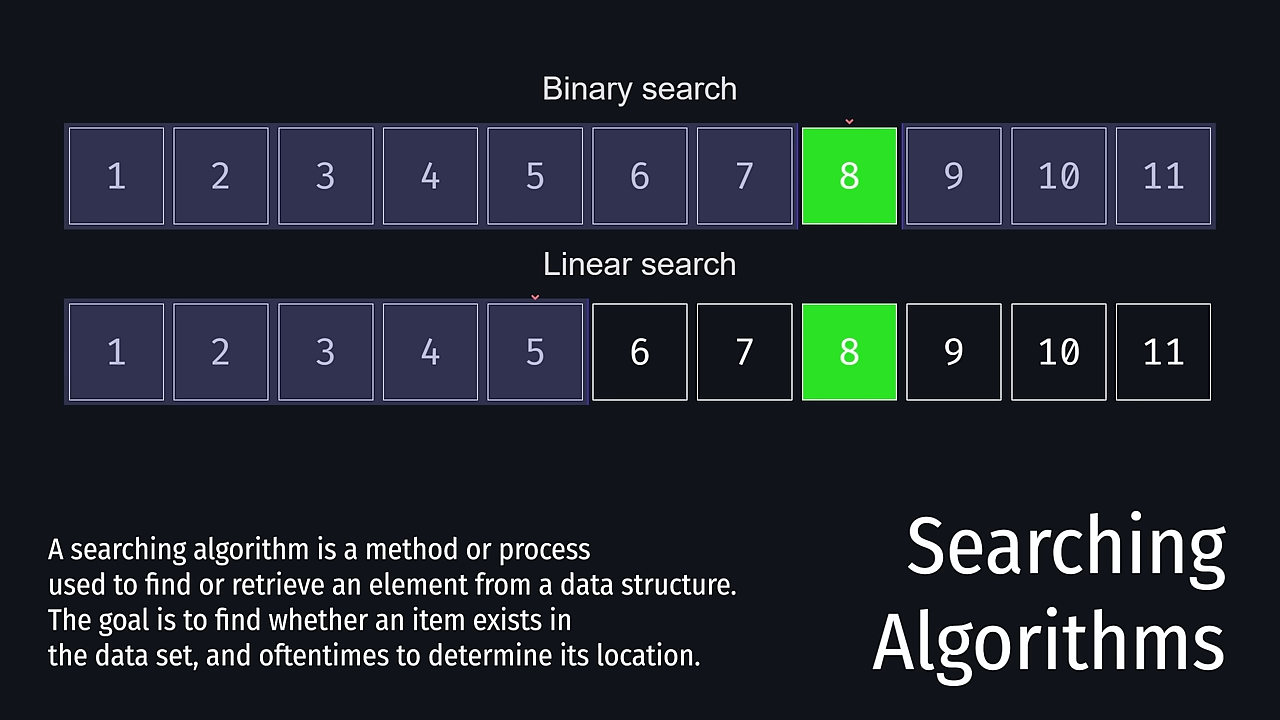 Binary search
1 2 3 4 5 6 7 8 9 10 11
Linear search
1 2 3 4 5 6 7 8 9 10 11
A searching algorithm is a method or process
used to find or retrieve an element from a data structure.
The goal is to find whether an item exists in
the data set, and oftentimes to determine its location.
Searching
Algorithms